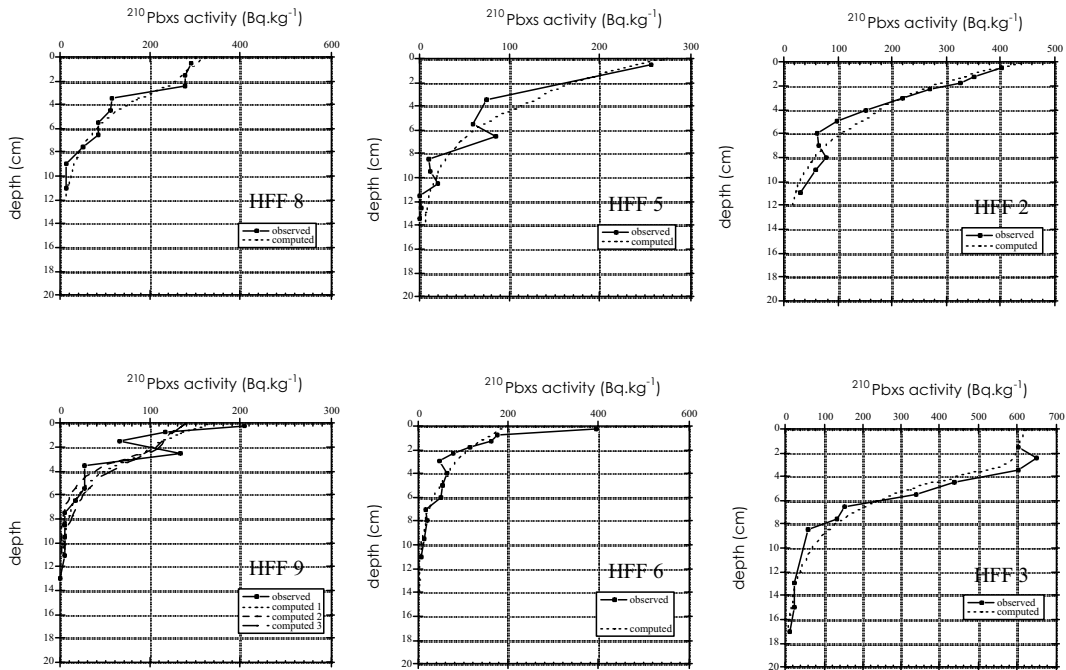 ²¹⁰Pbxs activity (Bq.kg⁻¹)
0 200 400 600
0
2
4
6
8
10
12
14
16
18
20
depth (cm)
HFF 8
observed
computed
²¹⁰Pbxs activity (Bq.kg⁻¹)
0 100 200 300
0
2
4
6
8
10
12
14
16
18
20
depth (cm)
HFF 5
observed
computed
²¹⁰Pbxs activity (Bq.kg⁻¹)
0 100 200 300 400 500
0
2
4
6
8
10
12
14
16
18
20
depth (cm)
HFF 2
observed
computed
²¹⁰Pbxs activity (Bq.kg⁻¹)
0 100 200 300
0
2
4
6
8
10
12
14
16
18
20
depth
HFF 9
observed
computed 1
computed 2
computed 3
²¹⁰Pbxs activity (Bq.kg⁻¹)
0 200 400 600
0
2
4
6
8
10
12
14
16
18
20
depth (cm)
HFF 6
observed
computed
²¹⁰Pbxs activity (Bq.kg⁻¹)
0 100 200 300 400 500 600 700
0
2
4
6
8
10
12
14
16
18
20
depth (cm)
HFF 3
observed
computed